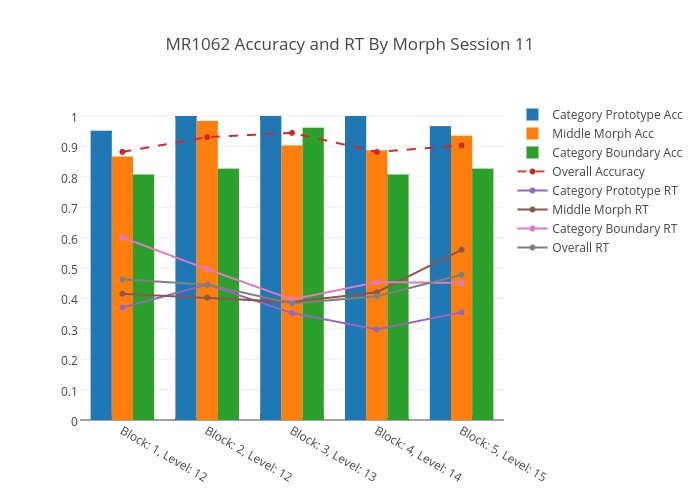 MR1062 Accuracy and RT By Morph Session 11
Category Prototype Acc
Middle Morph Acc
Category Boundary Acc
Overall Accuracy
Category Prototype RT
Middle Morph RT
Category Boundary RT
Overall RT
1
0.9
0.8
0.7
0.6
0.5
0.4
0.3
0.2
0.1
0
Block: 1, Level: 12
Block: 2, Level: 12
Block: 3, Level: 13
Block: 4, Level: 14
Block: 5, Level: 15